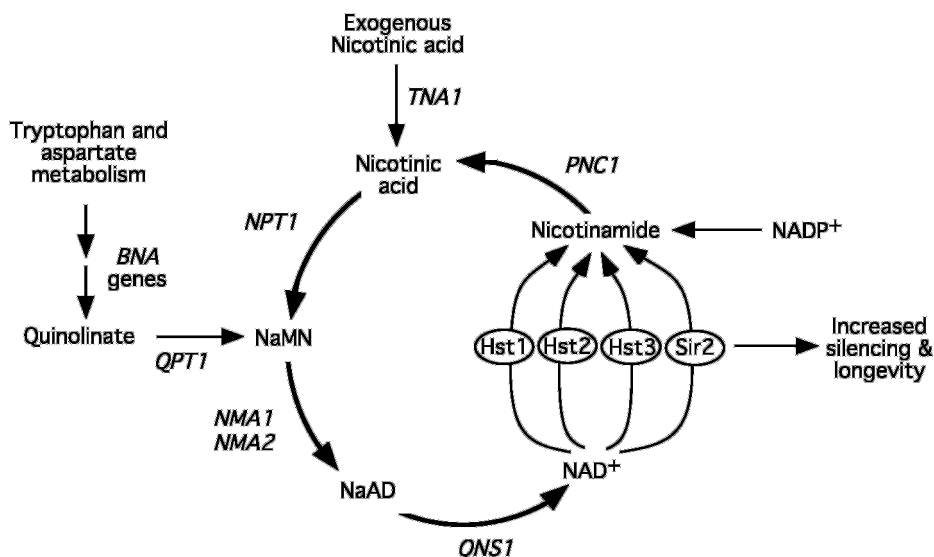 Exogenous
Nicotinic acid
TNA1
Tryptophan and
aspartate
metabolism
Nicotinic
acid
PNC1
NPT1
Nicotinamide
NADP+
BNA
genes
Quinolinate
NaMN
QPT1
Hst1
Hst2
Hst3
Sir2
Increased
silencing &
longevity
NMA1
NMA2
NaAD
NAD+
QNS1